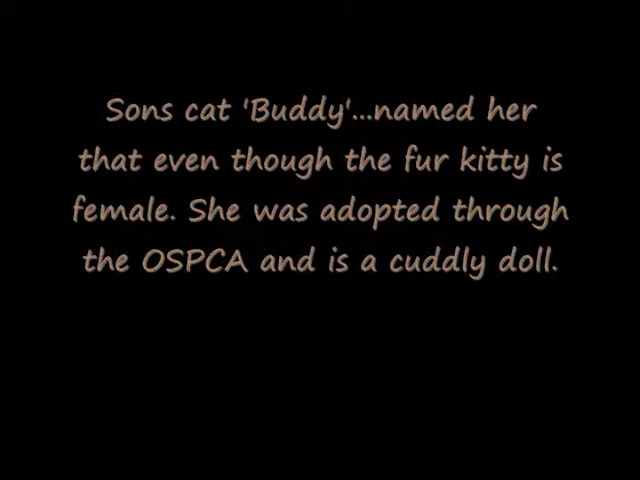 Sons cat 'Buddy'...named her
that even though the fur kitty is
female. She was adopted through
the OSPCA and is a cuddly doll.